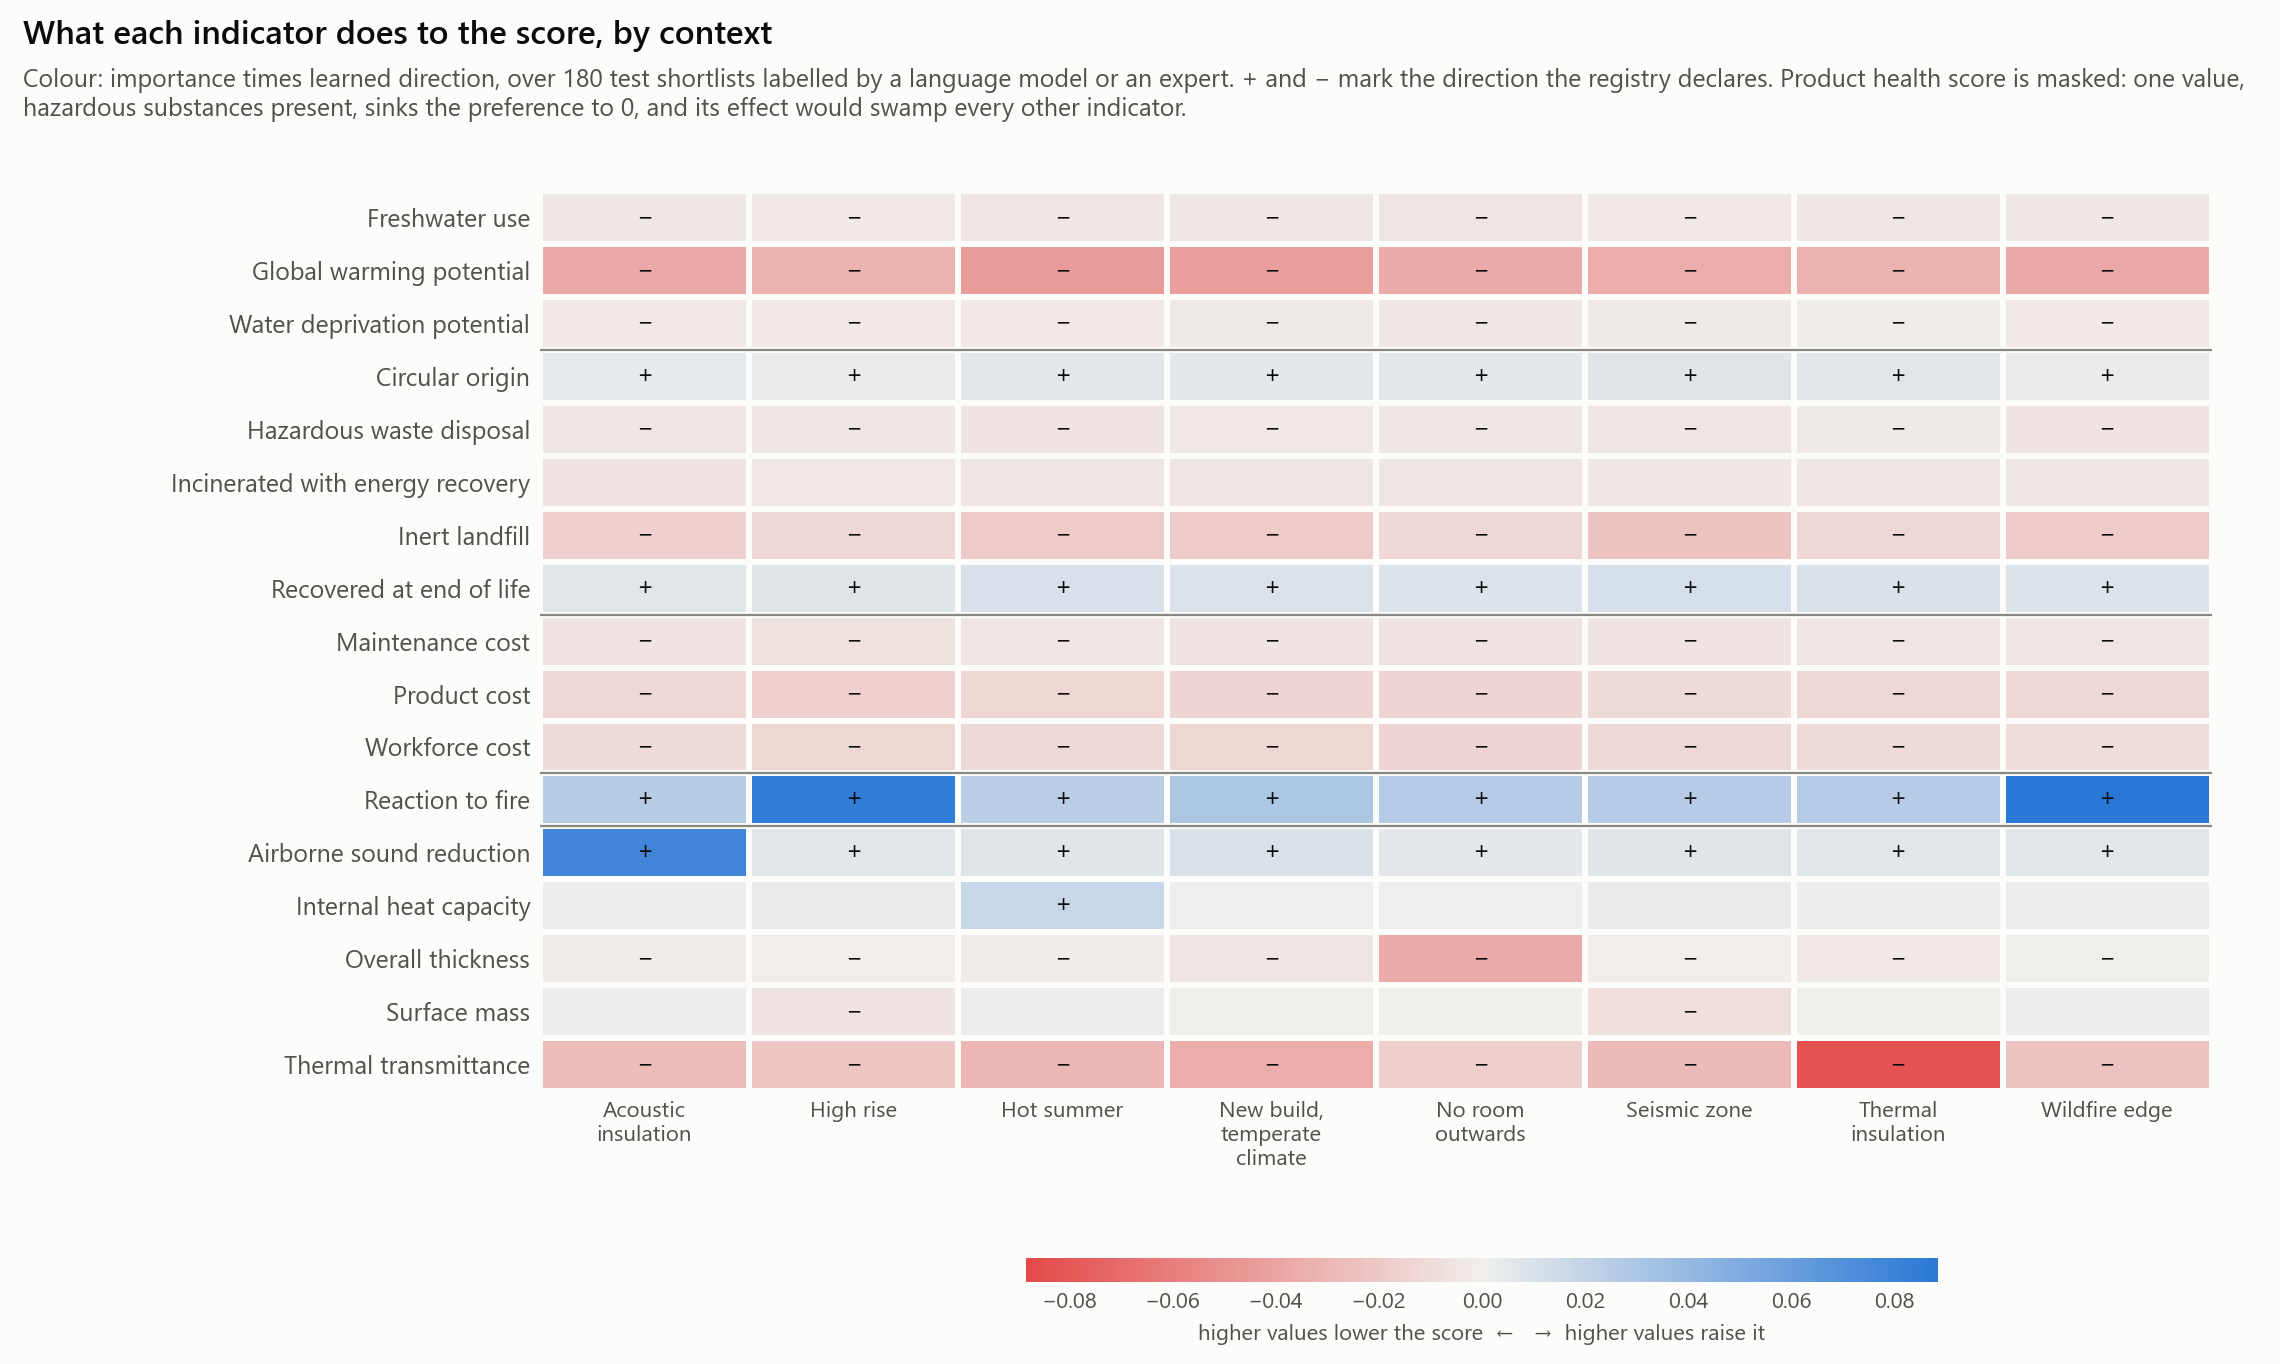 What each indicator does to the score, by context
Colour: importance times learned direction, over 180 test shortlists labelled by a language model or an expert. + and − mark the direction the registry declares. Product health score is masked: one value,
hazardous substances present, sinks the preference to 0, and its effect would swamp every other indicator.
Freshwater use − − − − − − − −
Global warming potential − − − − − − − −
Water deprivation potential − − − − − − − −
Circular origin + + + + + + + +
Hazardous waste disposal − − − − − − − −
Incinerated with energy recovery
Inert landfill − − − − − − − −
Recovered at end of life + + + + + + + +
Maintenance cost − − − − − − − −
Product cost − − − − − − − −
Workforce cost − − − − − − − −
Reaction to fire + + + + + + + +
Airborne sound reduction + + + + + + + +
Internal heat capacity +
Overall thickness − − − − − − − −
Surface mass − −
Thermal transmittance − − − − − − − −
Acoustic
insulation
High rise
Hot summer
New build,
temperate
climate
No room
outwards
Seismic zone
Thermal
insulation
Wildfire edge
−0.08 −0.06 −0.04 −0.02 0.00 0.02 0.04 0.06 0.08
higher values lower the score ← → higher values raise it